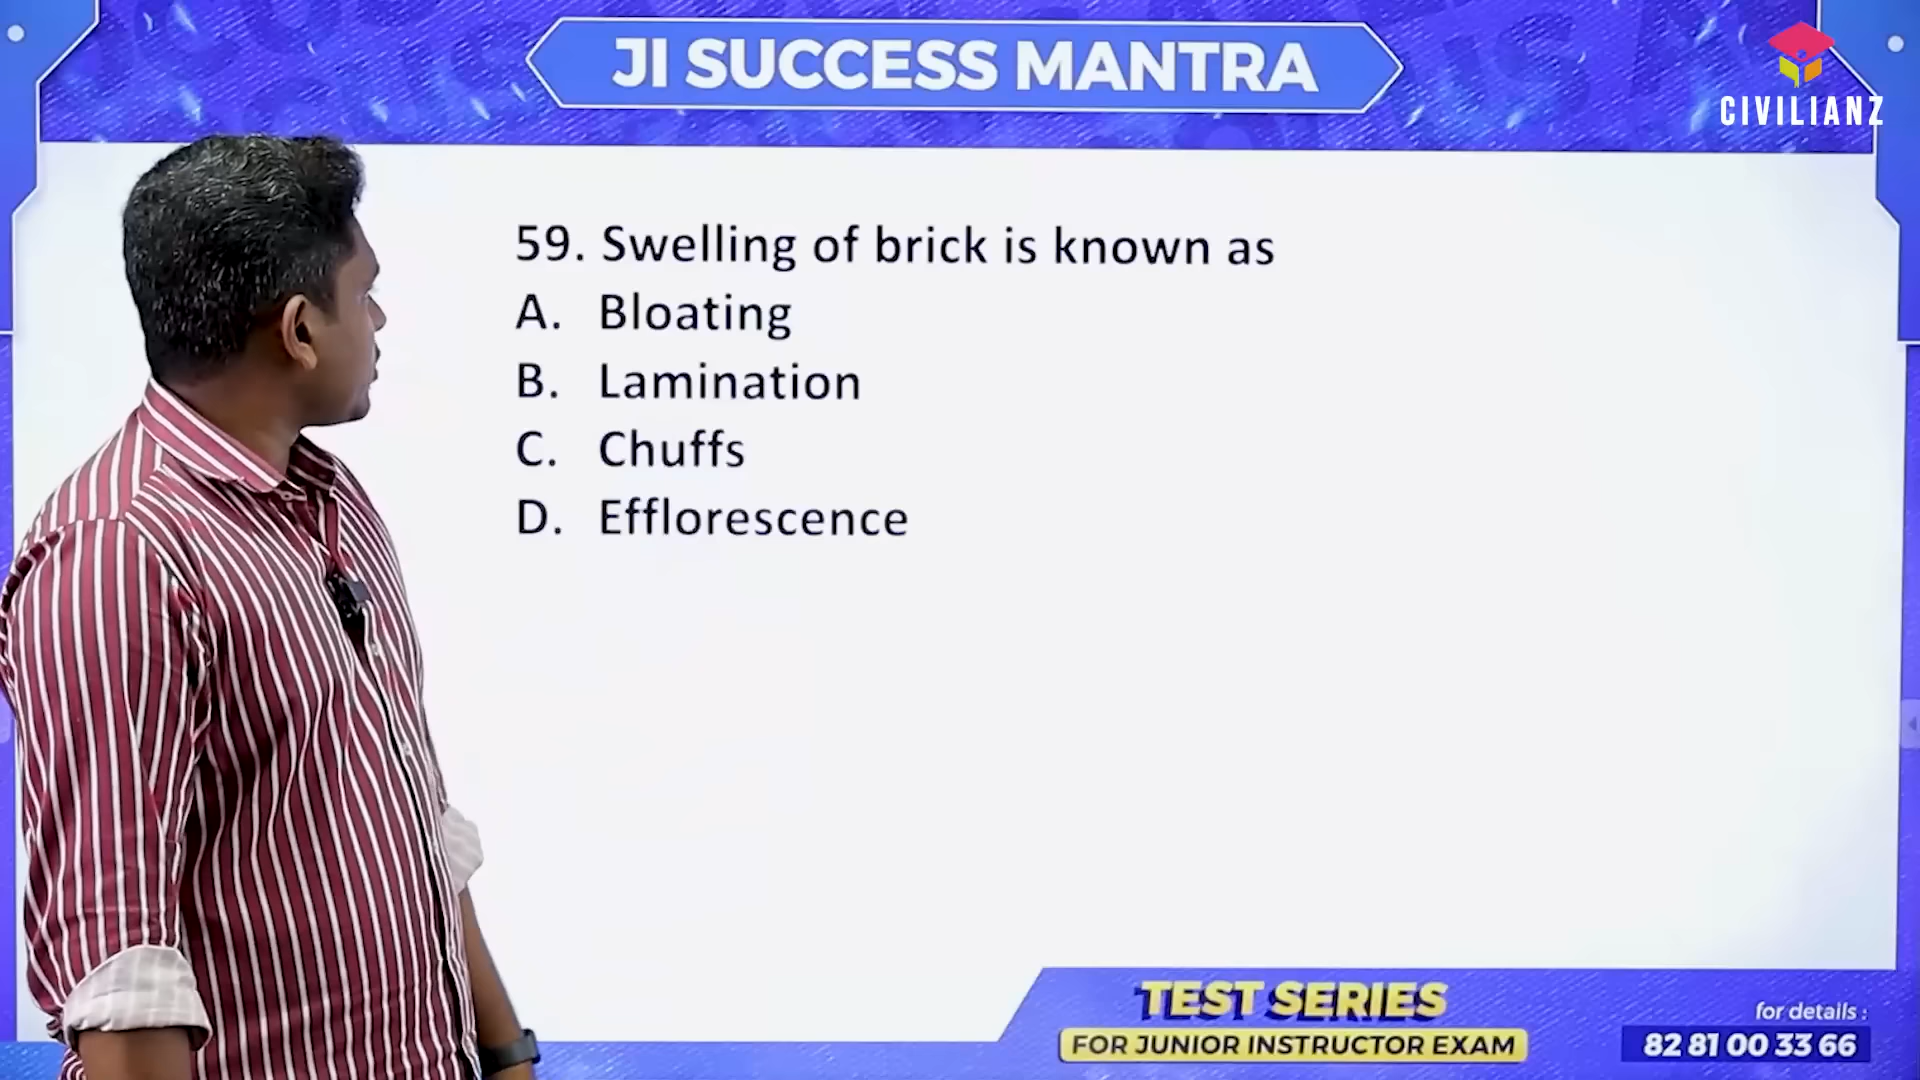 JI SUCCESS MANTRA
CIVILIANZ
59. Swelling of brick is known as
A. Bloating
B. Lamination
C. Chuffs
D. Efflorescence
TEST SERIES
FOR JUNIOR INSTRUCTOR EXAM
for details :
82 81 00 33 66